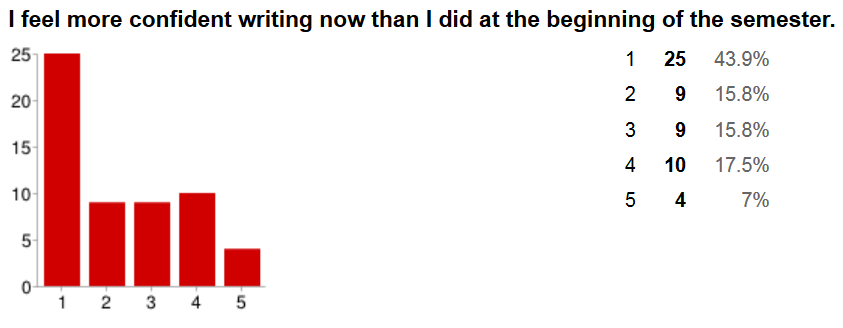 I feel more confident writing now than I did at the beginning of the semester.
25
20
15
10
5
0
1 2 3 4 5
1 25 43.9%
2 9 15.8%
3 9 15.8%
4 10 17.5%
5 4 7%